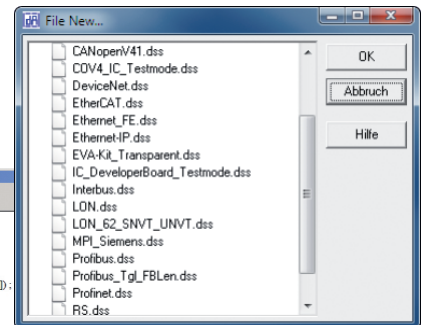 File New...
CANopenV41.dss
COV4_IC_Testmode.dss
DeviceNet.dss
EtherCAT.dss
Ethernet_FE.dss
Ethernet-IP.dss
EVA-Kit_Transparent.dss
IC_DeveloperBoard_Testmode.dss
Interbus.dss
LON.dss
LON_62_SNVT_UNVT.dss
MPI_Siemens.dss
Profibus.dss
Profibus_Tgl_FBLen.dss
Profinet.dss
RS.dss
OK
Abbruch
Hilfe
);